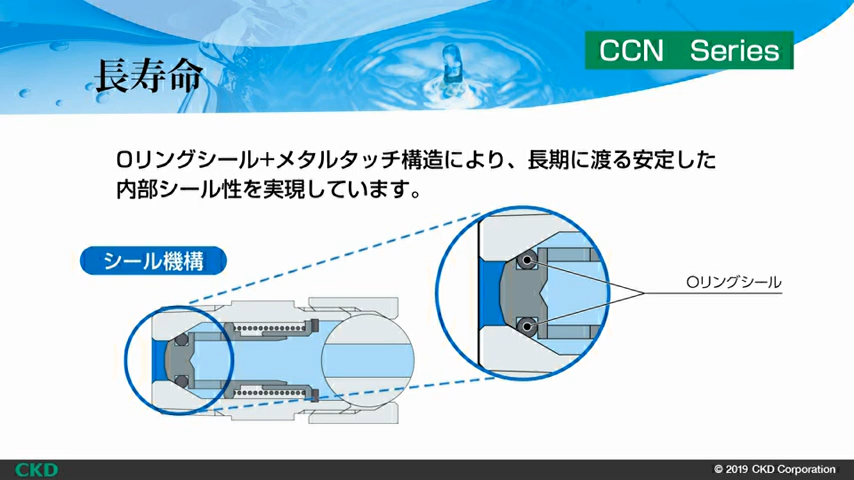 CCN Series
長寿命
Oリングシール+メタルタッチ構造により、長期に渡る安定した
内部シール性を実現しています。
シール機構
Oリングシール
CKD
© 2019 CKD Corporation